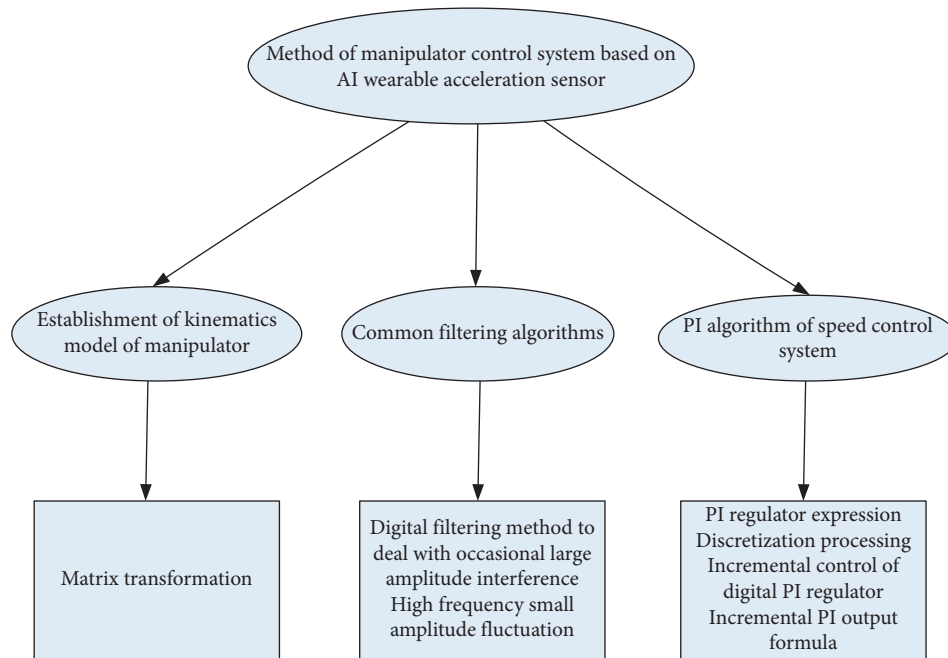 Method of manipulator control system based on
AI wearable acceleration sensor
Establishment of kinematics
model of manipulator
Common filtering algorithms
PI algorithm of speed control
system
Matrix transformation
Digital filtering method to
deal with occasional large
amplitude interference
High frequency small
amplitude fluctuation
PI regulator expression
Discretization processing
Incremental control of
digital PI regulator
Incremental PI output
formula